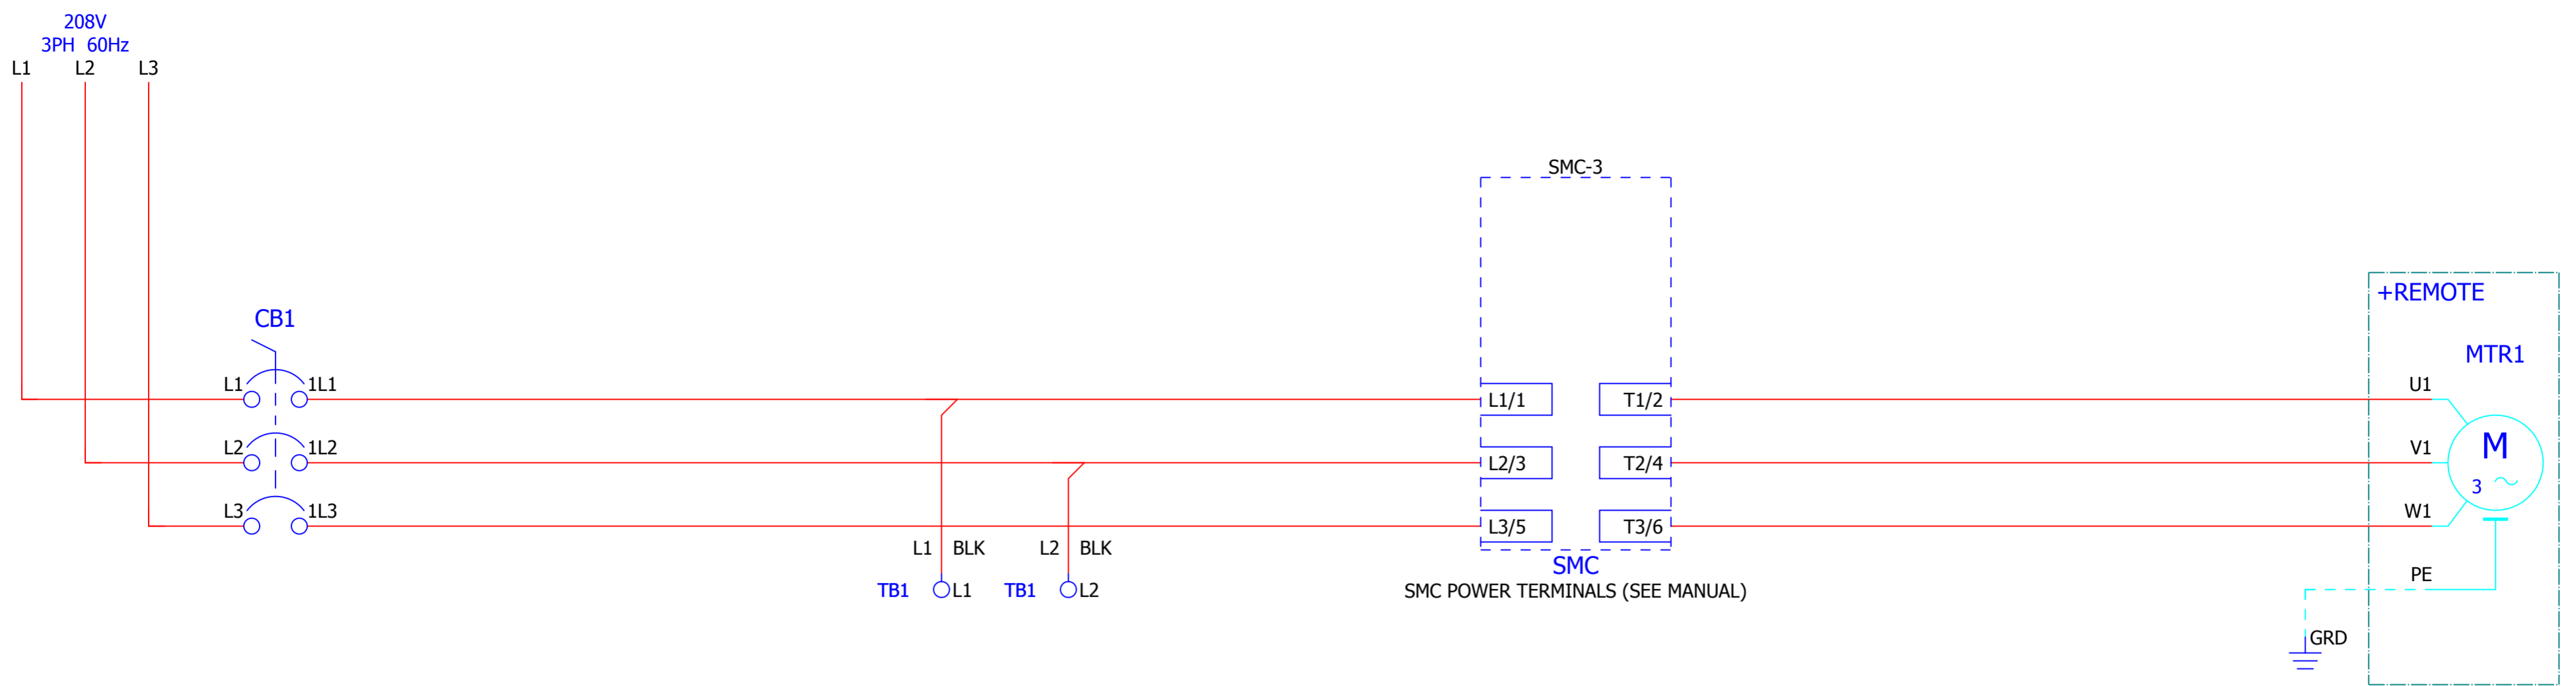 208V
3PH 60Hz
L1 L2 L3
SMC-3
+REMOTE
CB1
MTR1
L1 1L1
U1
L1/1 T1/2
L2 1L2
V1
M
L2/3 T2/4
3
L3 1L3
W1
L3/5 T3/6
L1 BLK L2 BLK
SMC
PE
TB1 L1 TB1 L2
SMC POWER TERMINALS (SEE MANUAL)
GRD